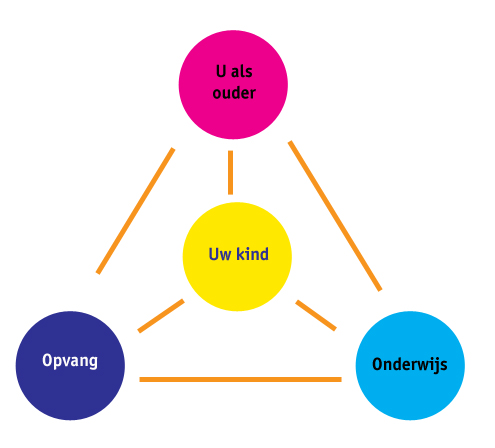 U als
ouder
Uw kind
Opvang
Onderwijs